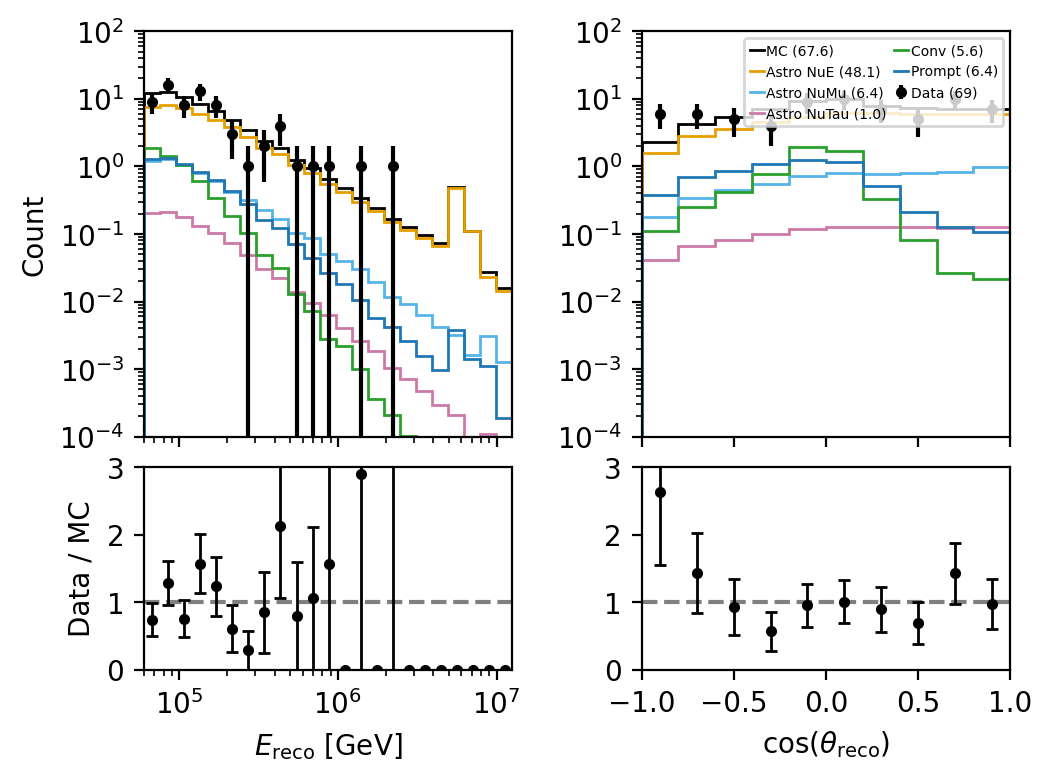 10^2
10^1
10^0
10^−1
10^−2
10^−3
10^−4
Count
10^2
10^1
10^0
10^−1
10^−2
10^−3
10^−4
MC (67.6)
Astro NuE (48.1)
Astro NuMu (6.4)
Astro NuTau (1.0)
Conv (5.6)
Prompt (6.4)
Data (69)
3
2
1
0
Data / MC
10^5 10^6 10^7
E_reco [GeV]
3
2
1
0
−1.0 −0.5 0.0 0.5 1.0
cos(θ_reco)